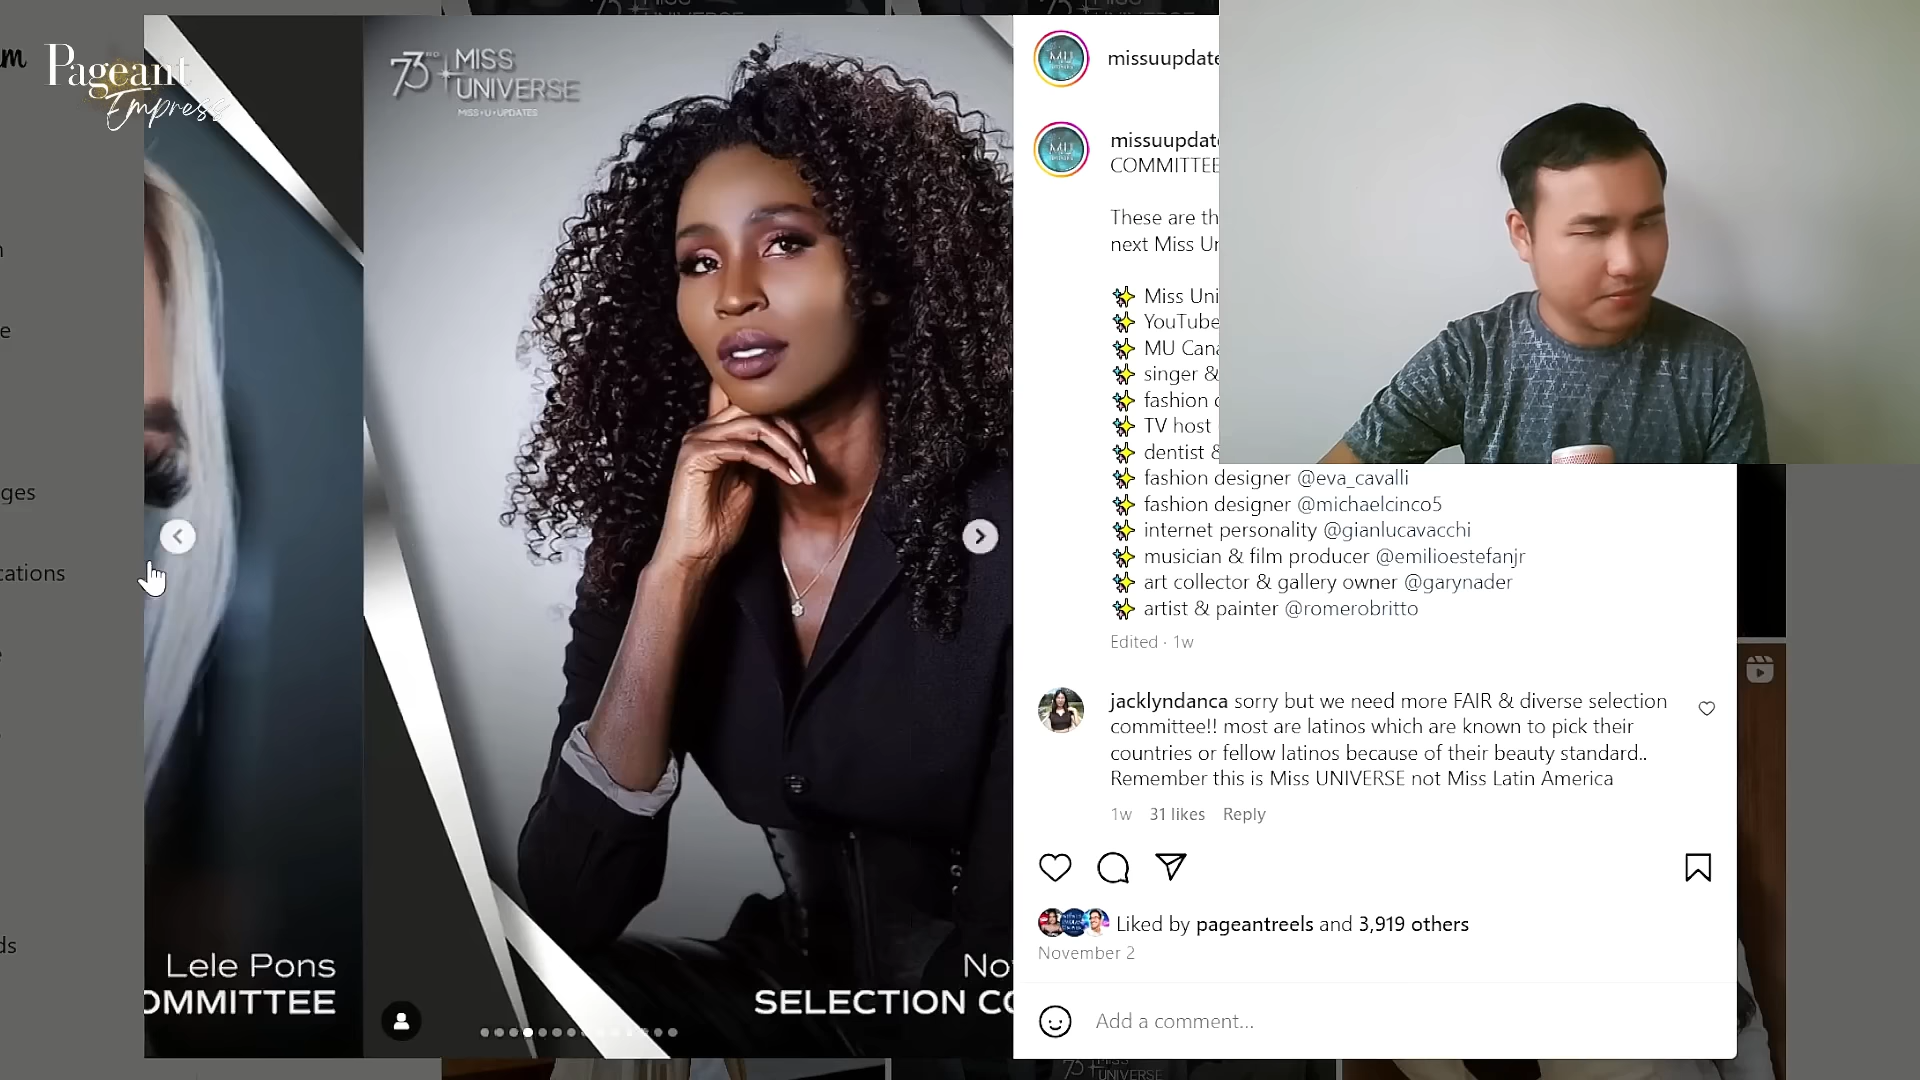 Pageant
Empress
73RD MISS
UNIVERSE
MISS•U•UPDATES
Lele Pons
OMMITTEE
No
SELECTION CO
missuupdate
missuupdat
COMMITTEE
These are th
next Miss Un
✨ Miss Uni
✨ YouTube
✨ MU Cana
✨ singer &
✨ fashion d
✨ TV host
✨ dentist &
✨ fashion designer @eva_cavalli
✨ fashion designer @michaelcinco5
✨ internet personality @gianlucavacchi
✨ musician & film producer @emilioestefanjr
✨ art collector & gallery owner @garynader
✨ artist & painter @romerobritto
Edited · 1w
jacklyndanca sorry but we need more FAIR & diverse selection
committee!! most are latinos which are known to pick their
countries or fellow latinos because of their beauty standard..
Remember this is Miss UNIVERSE not Miss Latin America
1w 31 likes Reply
Liked by pageantreels and 3,919 others
November 2
Add a comment...
m
ges
cations
ds
73
UNIVERSE